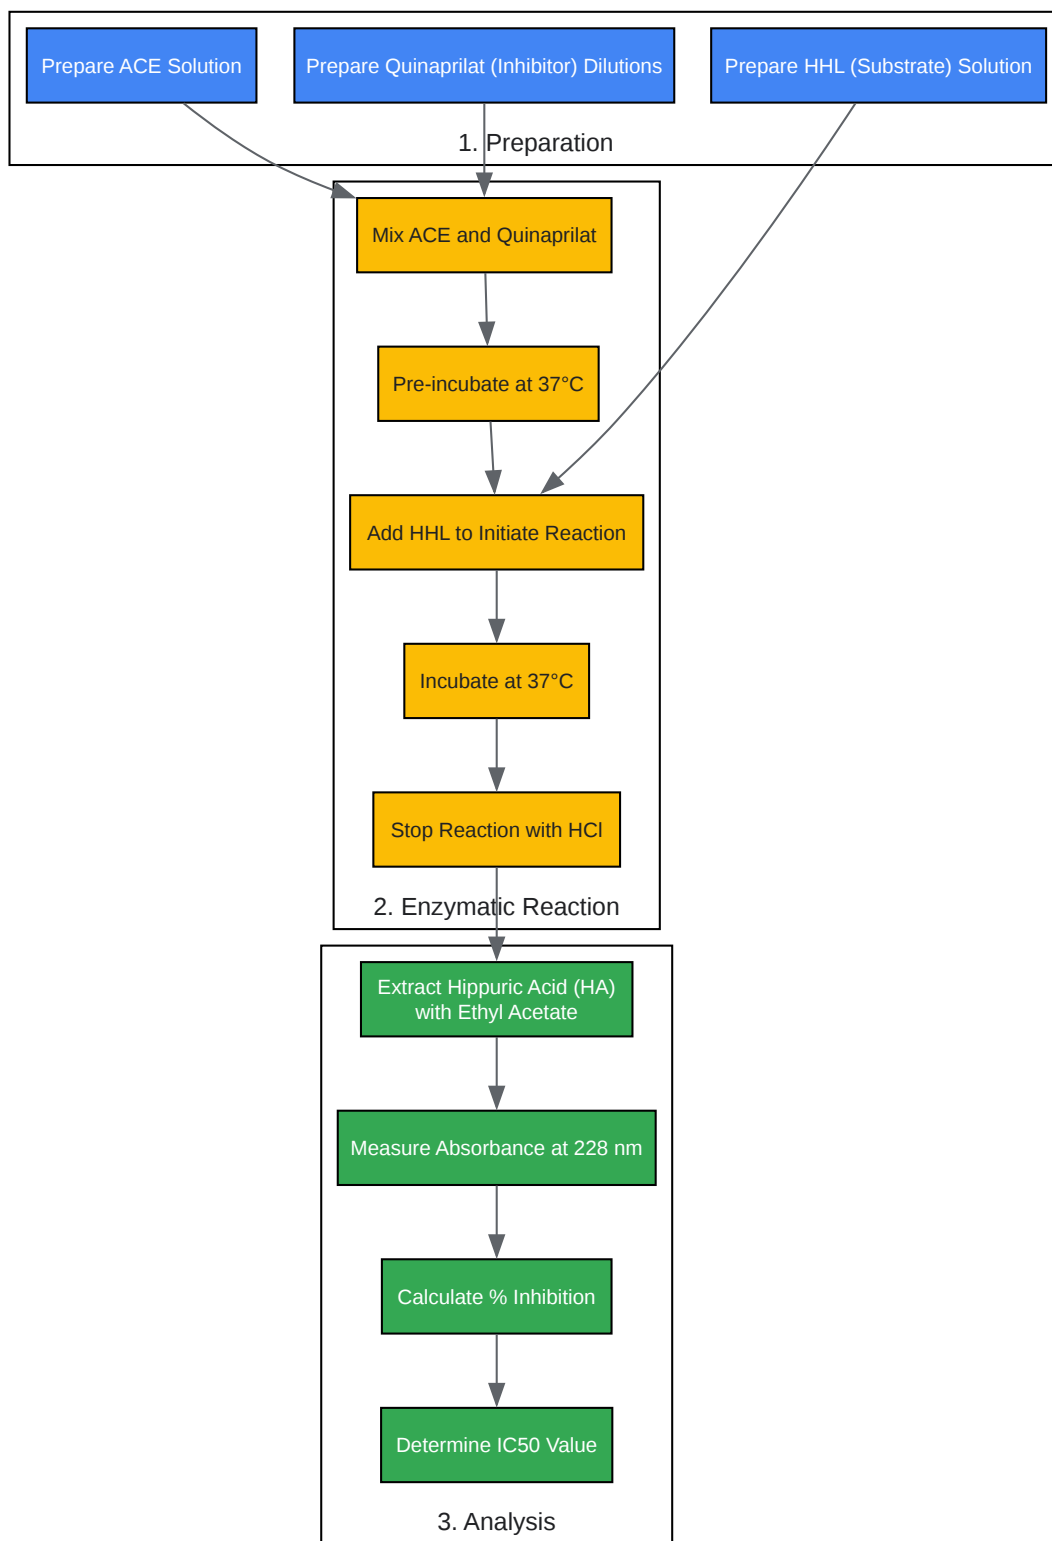 Prepare ACE Solution
Prepare Quinaprilat (Inhibitor) Dilutions
Prepare HHL (Substrate) Solution
1. Preparation
Mix ACE and Quinaprilat
Pre-incubate at 37°C
Add HHL to Initiate Reaction
Incubate at 37°C
Stop Reaction with HCl
2. Enzymatic Reaction
Extract Hippuric Acid (HA)
with Ethyl Acetate
Measure Absorbance at 228 nm
Calculate % Inhibition
Determine IC50 Value
3. Analysis